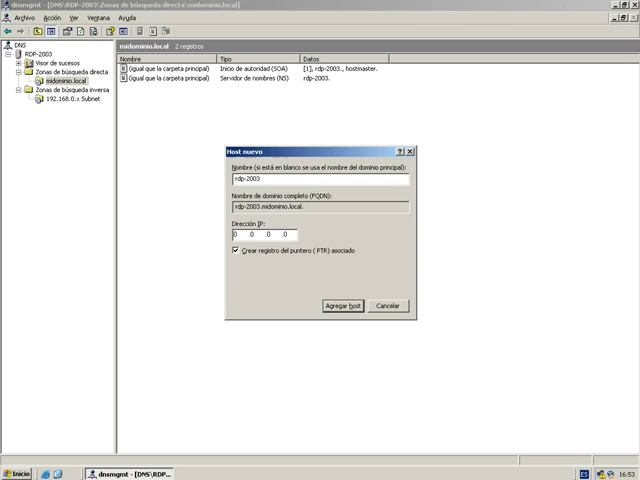 dnsmgmt - [DNS\RDP-2003\Zonas de búsqueda directa\midominio.local]
Archivo Acción Ver Ventana Ayuda
DNS
RDP-2003
Visor de sucesos
Zonas de búsqueda directa
midominio.local
Zonas de búsqueda inversa
192.168.0.x Subnet
midominio.local 2 registros
Nombre Tipo Datos
(igual que la carpeta principal) Inicio de autoridad (SOA) [1], rdp-2003., hostmaster.
(igual que la carpeta principal) Servidor de nombres (NS) rdp-2003.
Host nuevo
Nombre (si está en blanco se usa el nombre del dominio principal):
rdp-2003
Nombre de dominio completo (FQDN):
rdp-2003.midominio.local.
Dirección IP:
0 .0 .0 .0
Crear registro del puntero ( PTR) asociado
Agregar host Cancelar
Inicio dnsmgmt - [DNS\RDP... ES 16:53